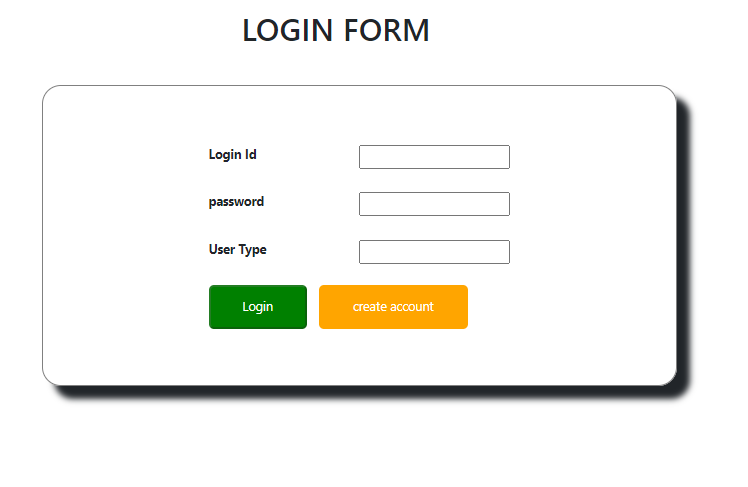 LOGIN FORM
Login Id
password
User Type
Login create account